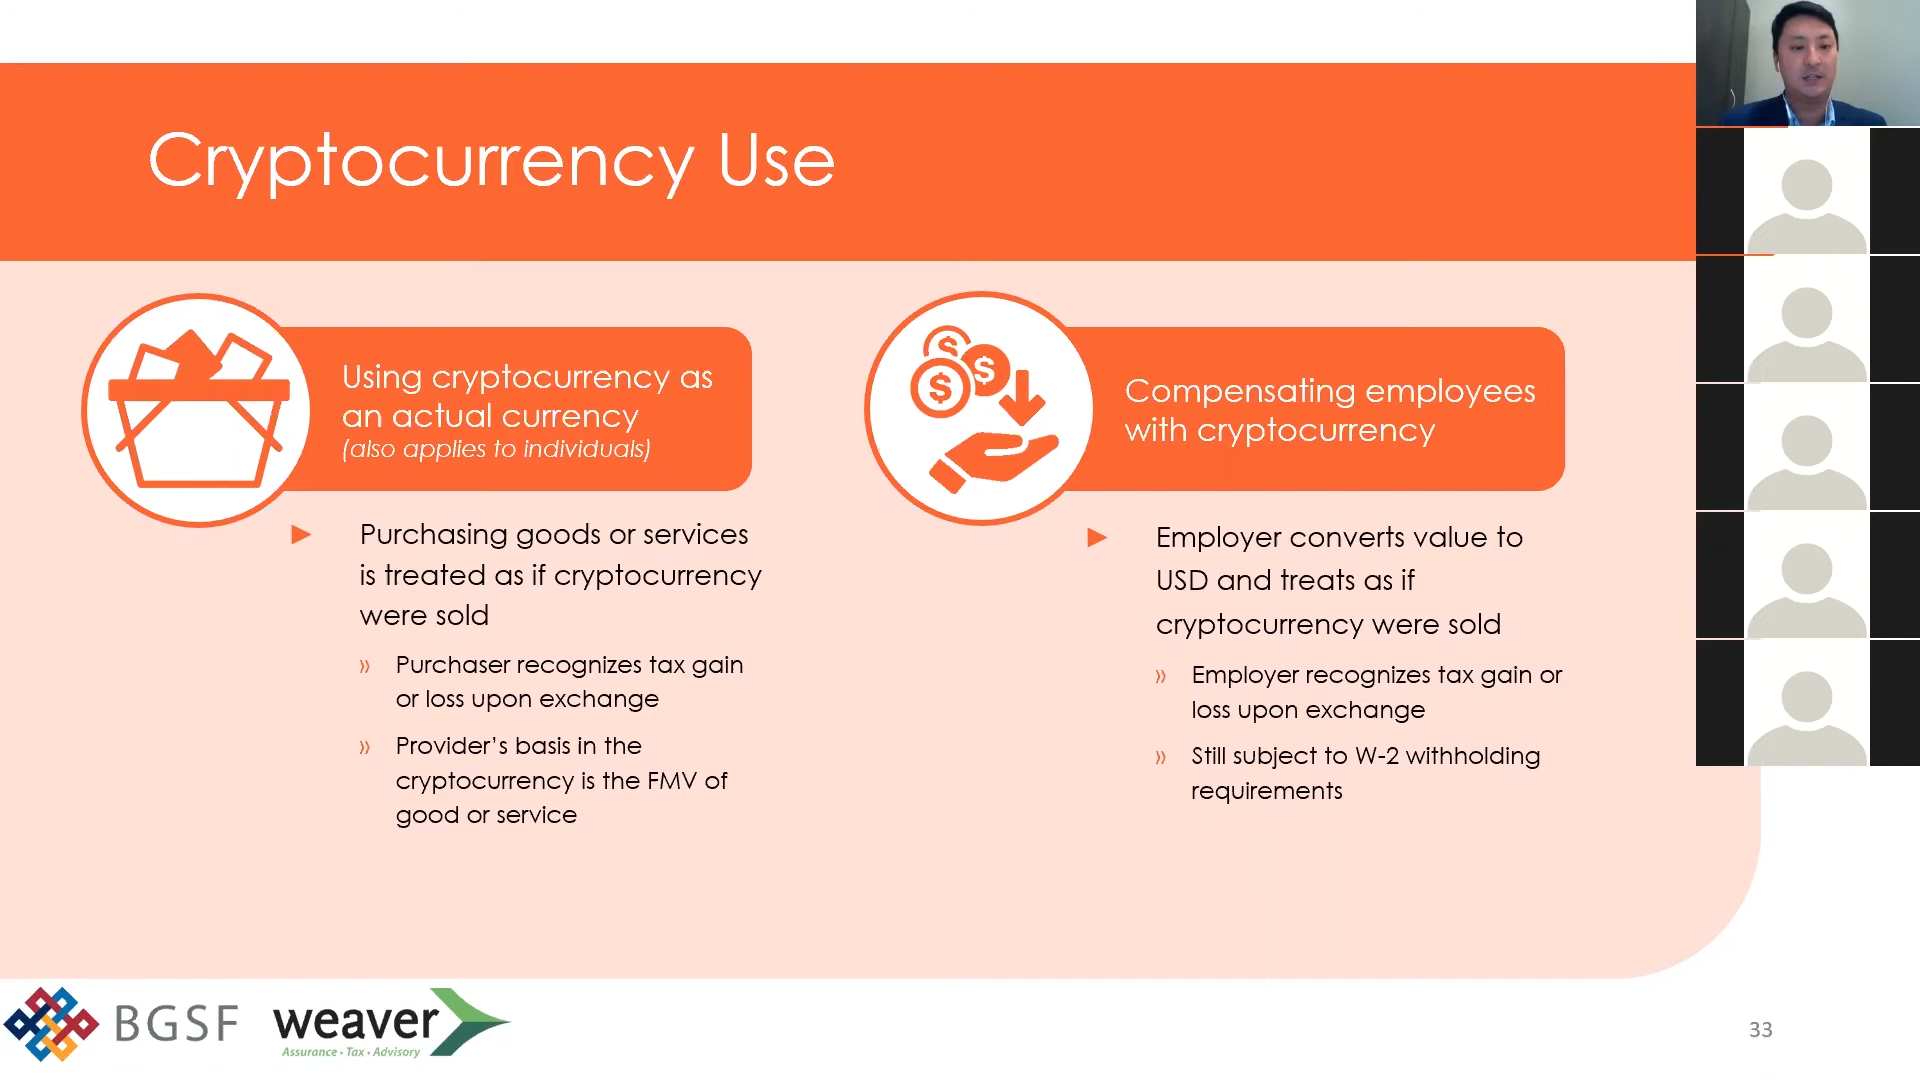 Cryptocurrency Use
Using cryptocurrency as
an actual currency
(also applies to individuals)
► Purchasing goods or services
is treated as if cryptocurrency
were sold
» Purchaser recognizes tax gain
or loss upon exchange
» Provider’s basis in the
cryptocurrency is the FMV of
good or service
Compensating employees
with cryptocurrency
► Employer converts value to
USD and treats as if
cryptocurrency were sold
» Employer recognizes tax gain or
loss upon exchange
» Still subject to W-2 withholding
requirements
BGSF
weaver
Assurance • Tax • Advisory
33